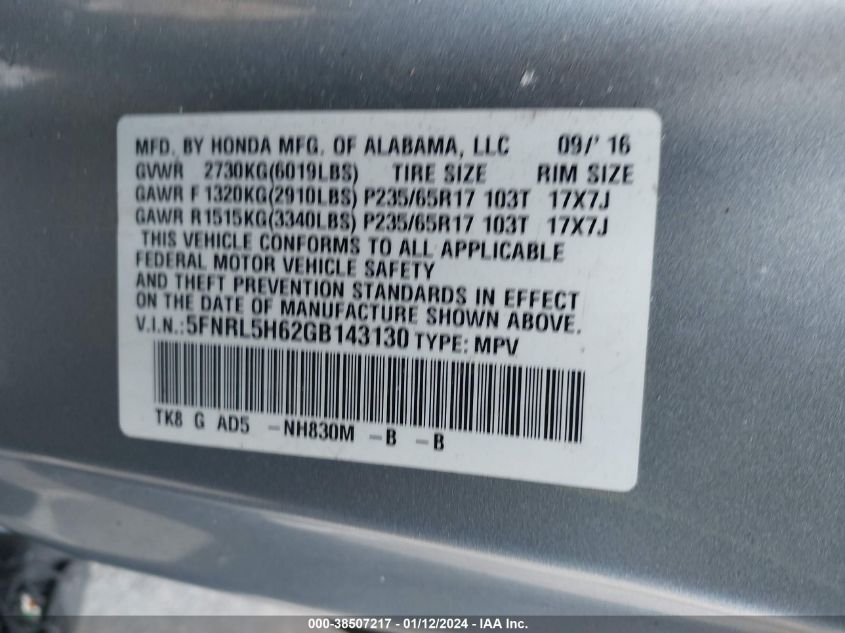 MFD. BY HONDA MFG. OF ALABAMA, LLC 09/' 16
GVWR 2730KG(6019LBS) TIRE SIZE RIM SIZE
GAWR F 1320KG(2910LBS) P235/65R17 103T 17X7J
GAWR R1515KG(3340LBS) P235/65R17 103T 17X7J
THIS VEHICLE CONFORMS TO ALL APPLICABLE
FEDERAL MOTOR VEHICLE SAFETY
AND THEFT PREVENTION STANDARDS IN EFFECT
ON THE DATE OF MANUFACTURE SHOWN ABOVE.
V.I.N.:5FNRL5H62GB143130 TYPE: MPV
TK8 G AD5 -NH830M -B -B
000-38507217 - 01/12/2024 - IAA Inc.